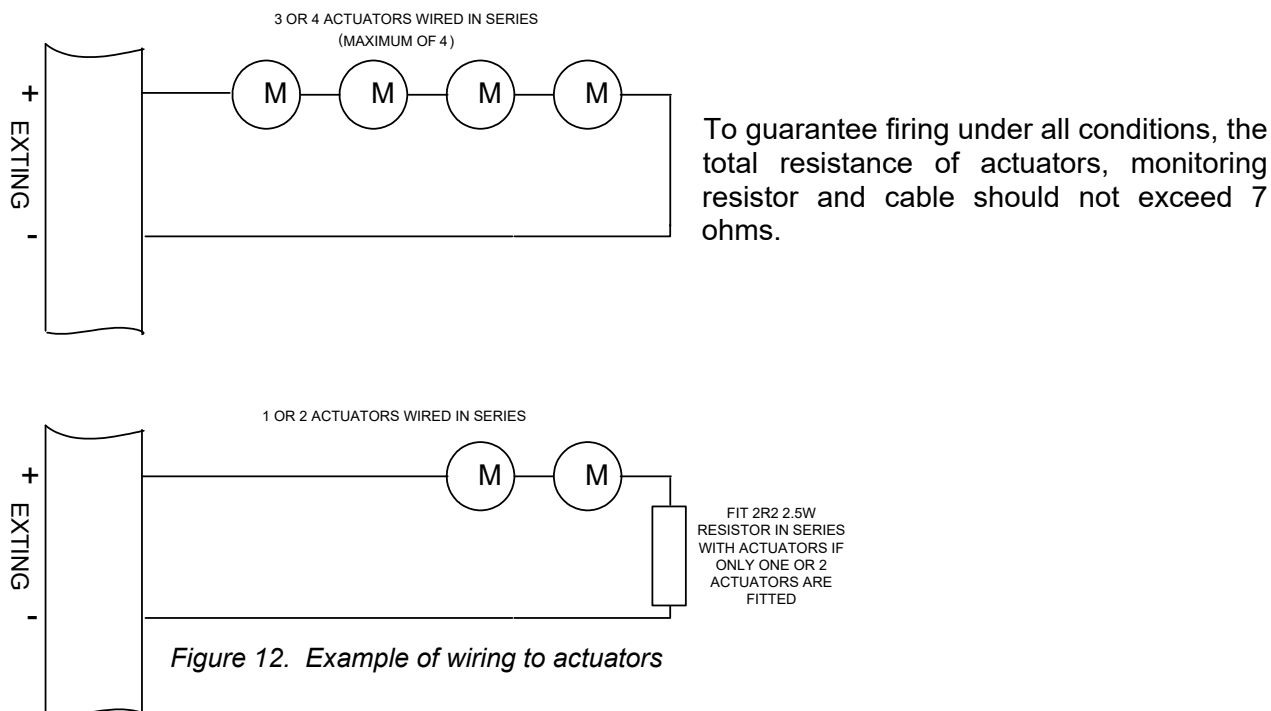 3 OR 4 ACTUATORS WIRED IN SERIES
(MAXIMUM OF 4)
+
EXTING
-
M
M
M
M
To guarantee firing under all conditions, the
total resistance of actuators, monitoring
resistor and cable should not exceed 7
ohms.
1 OR 2 ACTUATORS WIRED IN SERIES
+
EXTING
-
M
M
FIT 2R2 2.5W
RESISTOR IN SERIES
WITH ACTUATORS IF
ONLY ONE OR 2
ACTUATORS ARE
FITTED
Figure 12. Example of wiring to actuators